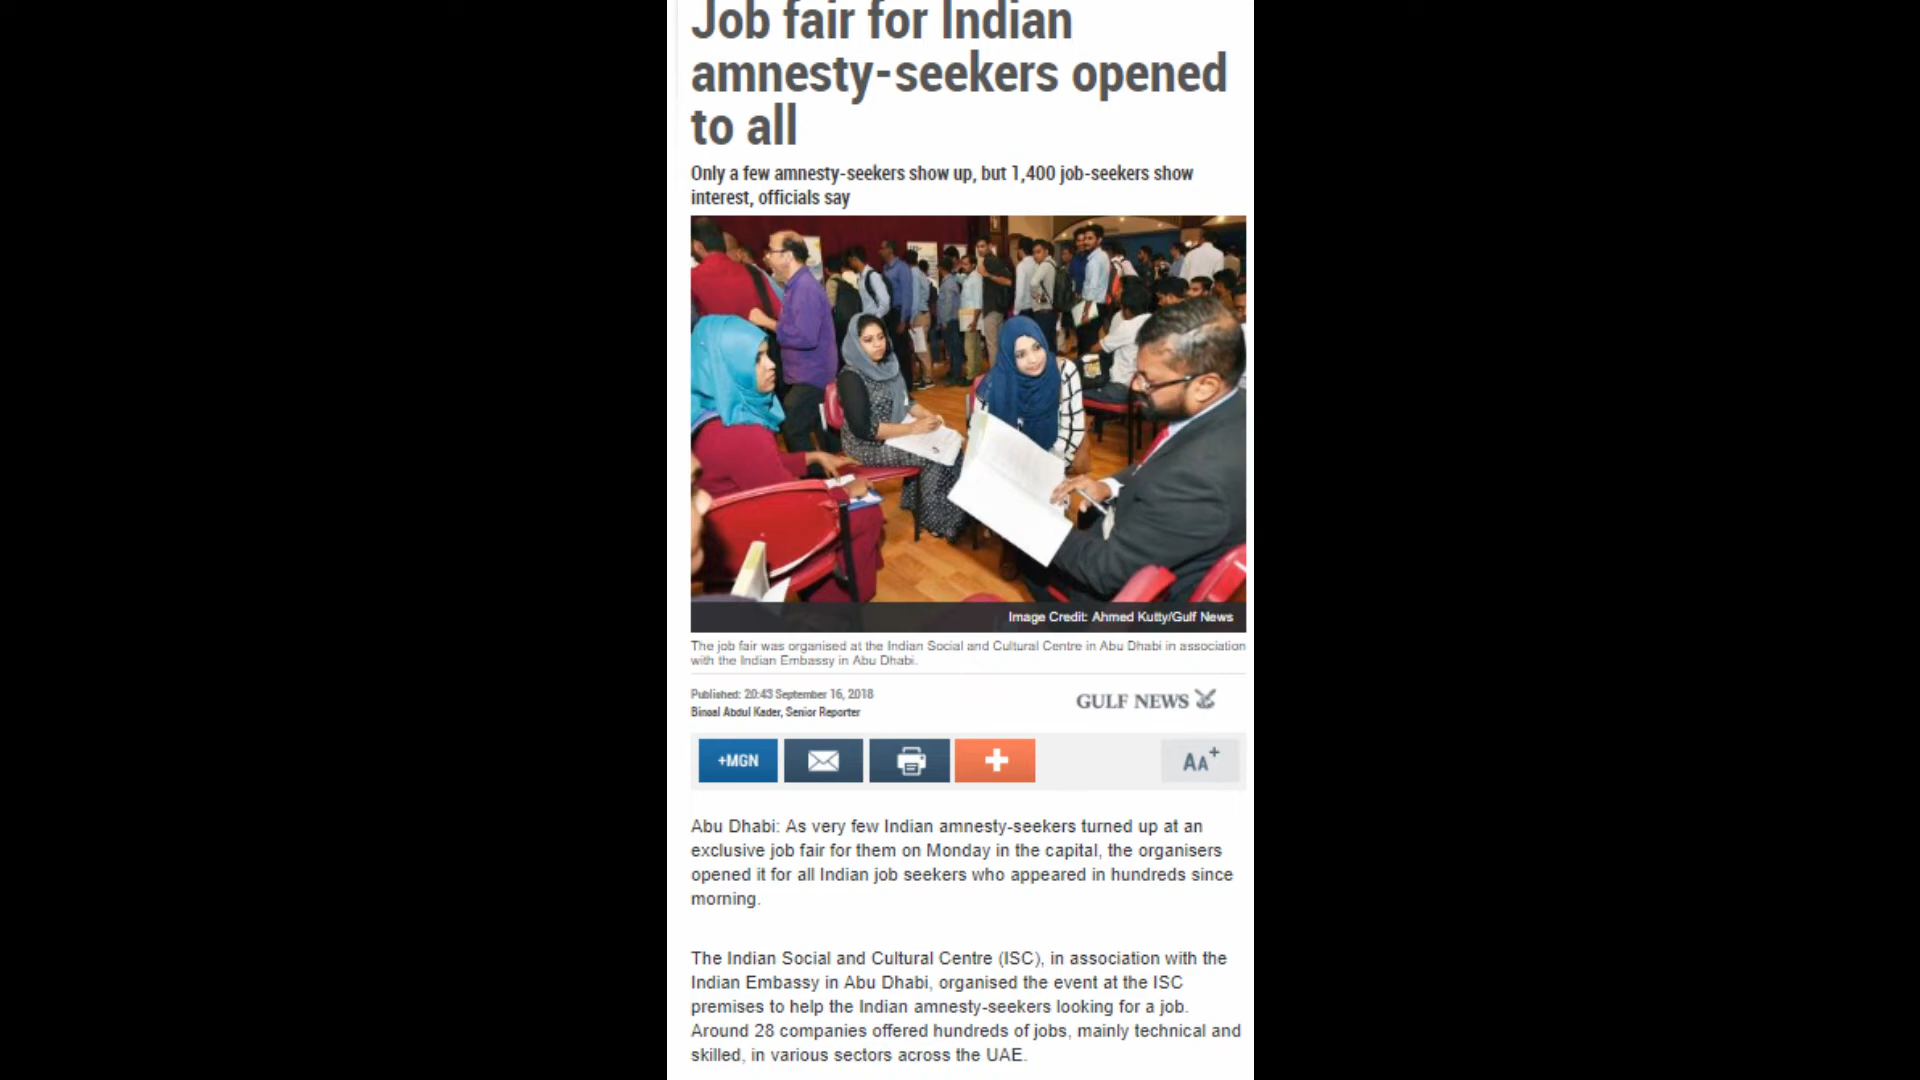 Job fair for Indian
amnesty-seekers opened
to all
Only a few amnesty-seekers show up, but 1,400 job-seekers show
interest, officials say
Image Credit: Ahmed Kutty/Gulf News
The job fair was organised at the Indian Social and Cultural Centre in Abu Dhabi in association
with the Indian Embassy in Abu Dhabi.
Published: 20:43 September 16, 2018
Binsal Abdul Kader, Senior Reporter
GULF NEWS
+MGN
AA+
Abu Dhabi: As very few Indian amnesty-seekers turned up at an
exclusive job fair for them on Monday in the capital, the organisers
opened it for all Indian job seekers who appeared in hundreds since
morning.
The Indian Social and Cultural Centre (ISC), in association with the
Indian Embassy in Abu Dhabi, organised the event at the ISC
premises to help the Indian amnesty-seekers looking for a job.
Around 28 companies offered hundreds of jobs, mainly technical and
skilled, in various sectors across the UAE.